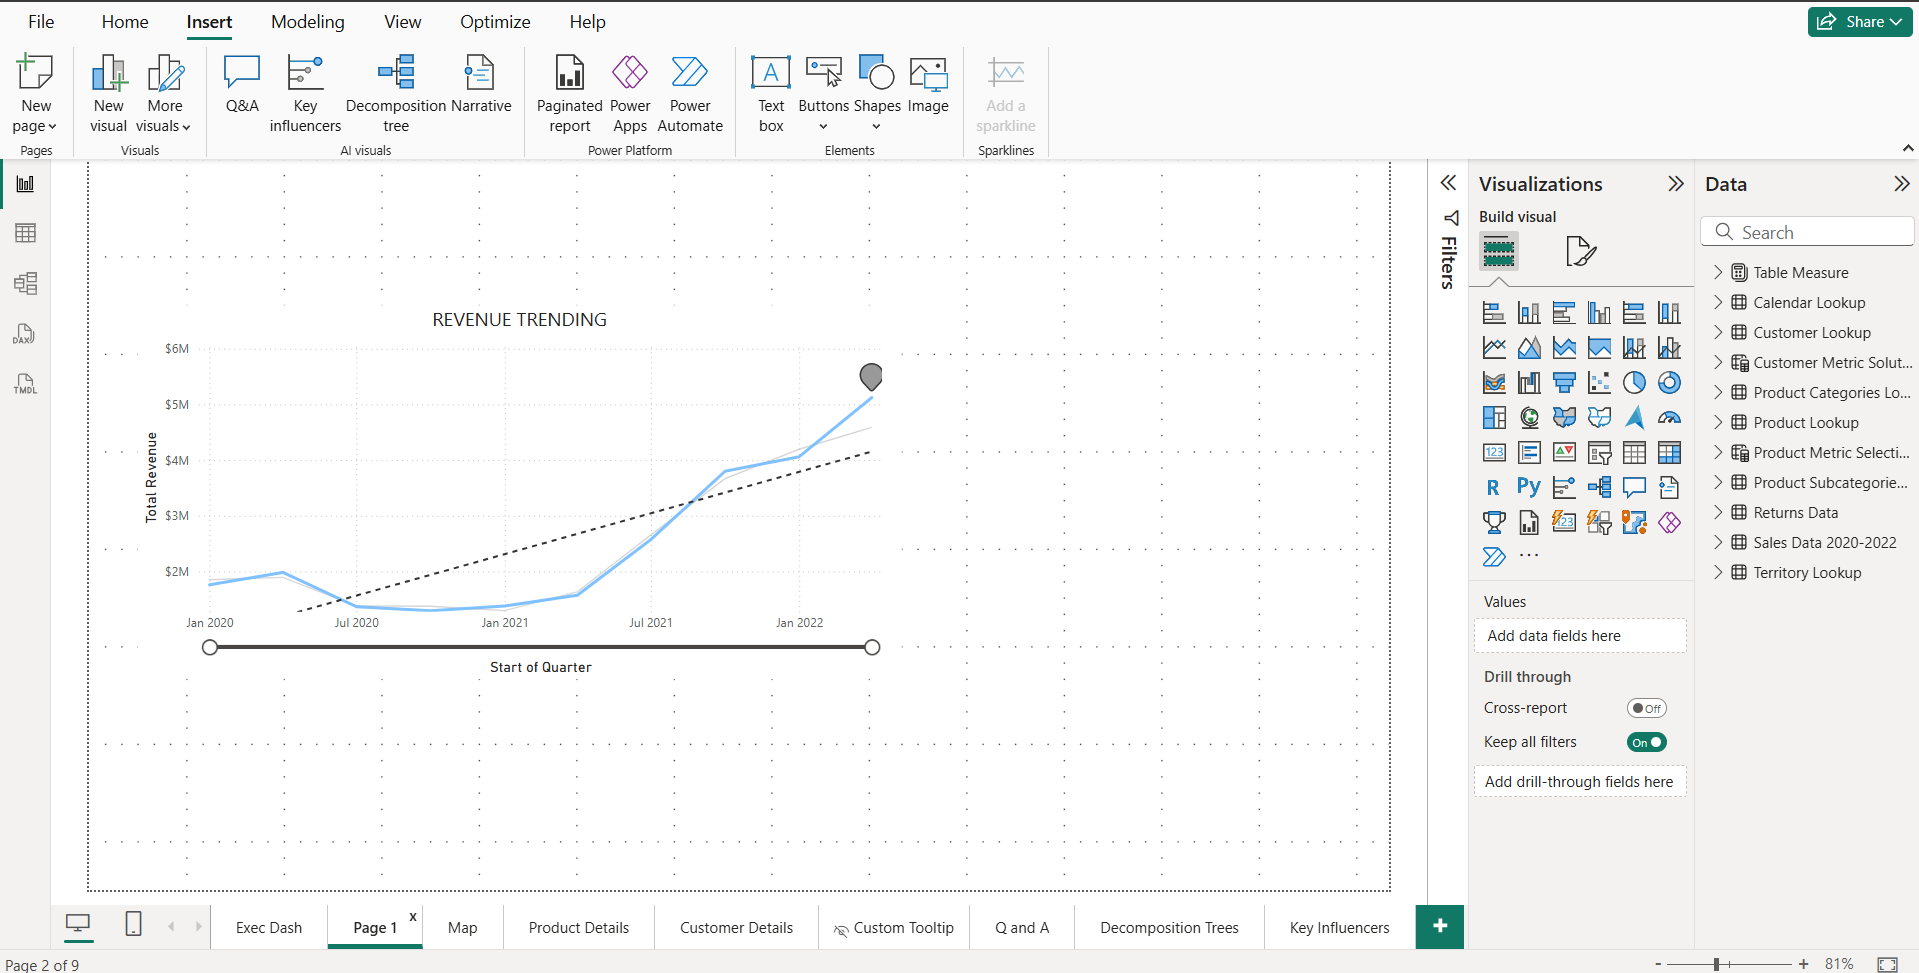 File Home Insert Modeling View Optimize Help
Share
New page
New visual
More visuals
Q&A
Key influencers
Decomposition tree
Narrative
Paginated report
Power Apps
Power Automate
Text box
Buttons
Shapes
Image
Add a sparkline
Pages
Visuals
AI visuals
Power Platform
Elements
Sparklines
DAX
TMDL
REVENUE TRENDING
Total Revenue
$6M
$5M
$4M
$3M
$2M
Jan 2020 Jul 2020 Jan 2021 Jul 2021 Jan 2022
Start of Quarter
Filters
Visualizations
Build visual
123
R Py
123
...
Values
Add data fields here
Drill through
Cross-report Off
Keep all filters On
Add drill-through fields here
Data
Search
Table Measure
Calendar Lookup
Customer Lookup
Customer Metric Solut...
Product Categories Lo...
Product Lookup
Product Metric Selecti...
Product Subcategorie...
Returns Data
Sales Data 2020-2022
Territory Lookup
Exec Dash Page 1 x Map Product Details Customer Details Custom Tooltip Q and A Decomposition Trees Key Influencers +
Page 2 of 9
- + 81%